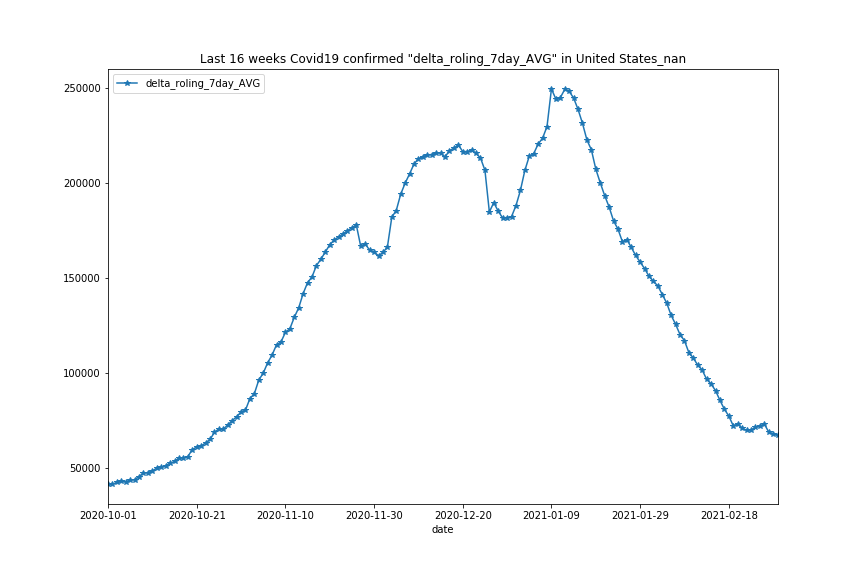 Last 16 weeks Covid19 confirmed "delta_roling_7day_AVG" in United States_nan
delta_roling_7day_AVG
250000
200000
150000
100000
50000
2020-10-01 2020-10-21 2020-11-10 2020-11-30 2020-12-20 2021-01-09 2021-01-29 2021-02-18
date